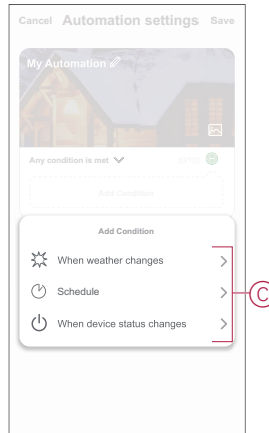 Cancel Automation settings Save
My Automation
Any condition is met
Add Condition
Add Condition
When weather changes
Schedule
When device status changes
C